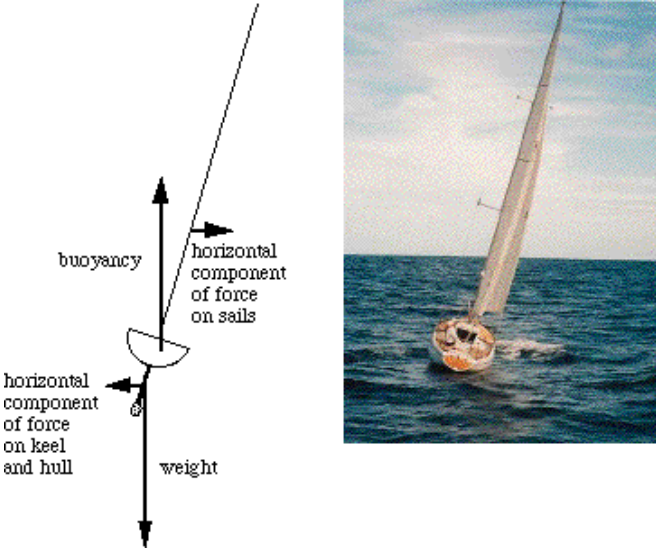 buoyancy
horizontal
component
of force
on sails
horizontal
component
of force
on keel
and hull
weight